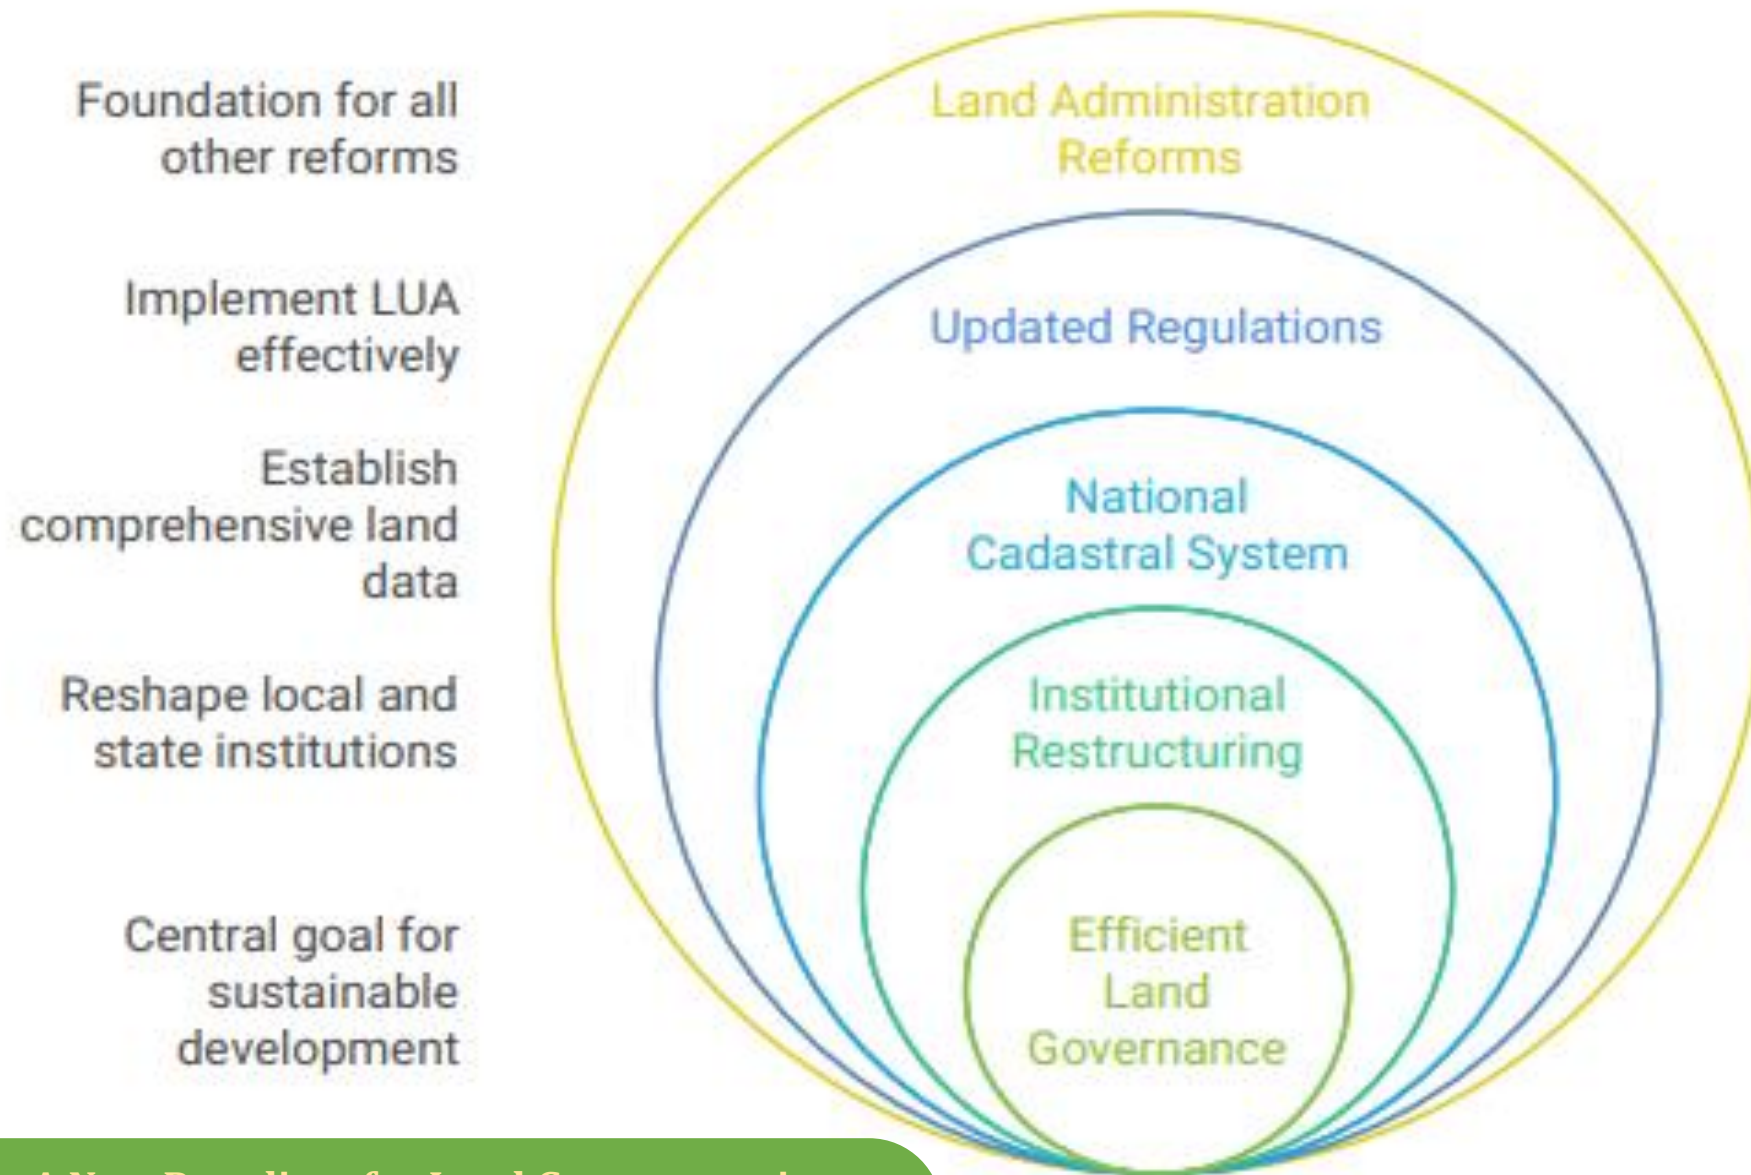 Foundation for all
other reforms
Land Administration
Reforms
Implement LUA
effectively
Updated Regulations
Establish
comprehensive land
data
National
Cadastral System
Reshape local and
state institutions
Institutional
Restructuring
Central goal for
sustainable
development
Efficient
Land
Governance